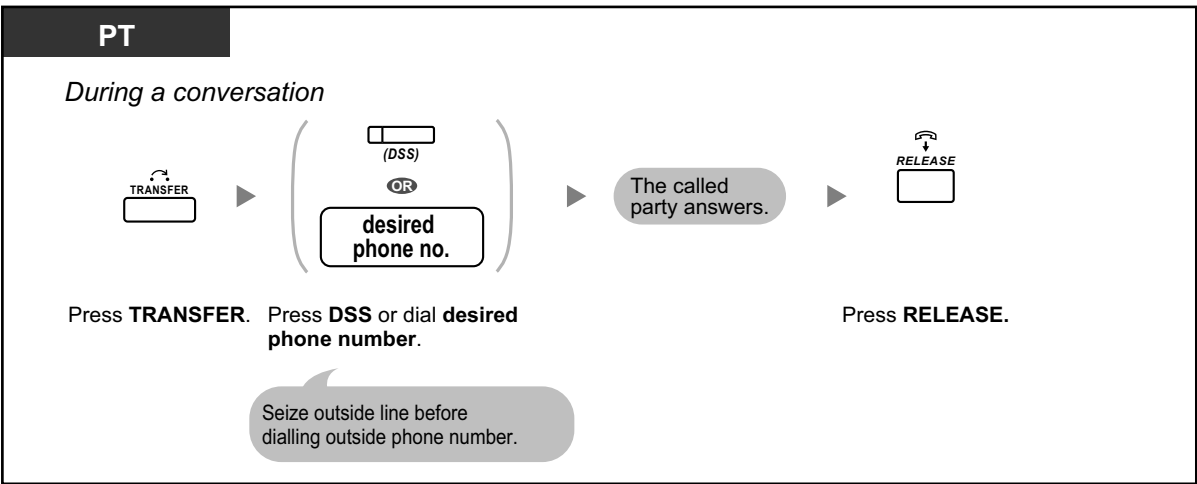 PT
During a conversation
TRANSFER
(DSS)
OR
desired
phone no.
The called
party answers.
RELEASE
Press TRANSFER.
Press DSS or dial desired
phone number.
Press RELEASE.
Seize outside line before
dialling outside phone number.